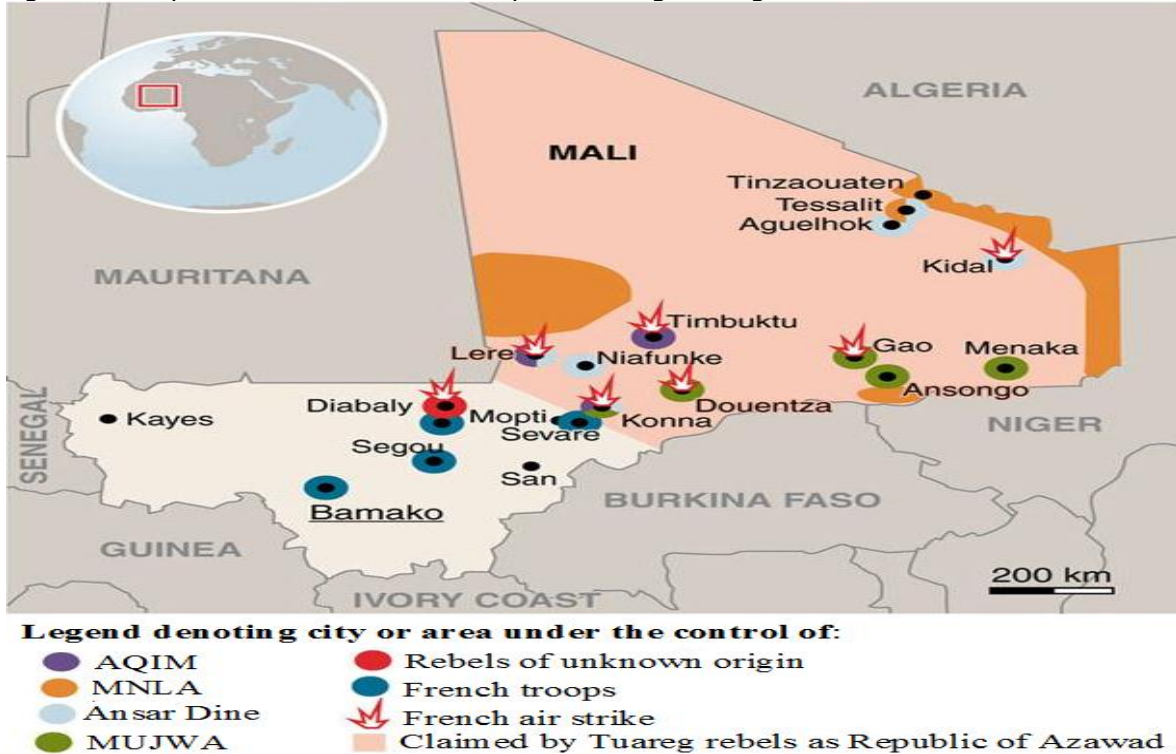 ALGERIA
MALI
Tinzaouaten
Tessalit
Aguelhok
MAURITANA
Kidal
Timbuktu
Lere
Niafunke
Gao
Menaka
Ansongo
Diabaly
Mopti
Douentza
Kayes
Sevare
Konna
SENEGAL
NIGER
Segou
San
BURKINA FASO
Bamako
GUINEA
200 km
IVORY COAST
Legend denoting city or area under the control of:
AQIM
Rebels of unknown origin
MNLA
French troops
Ansar Dine
French air strike
MUJWA
Claimed by Tuareg rebels as Republic of Azawad